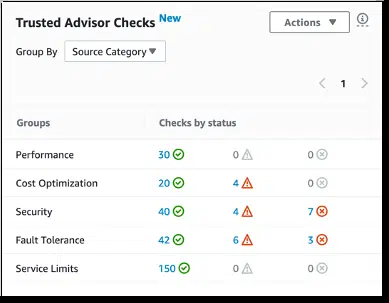 Trusted Advisor Checks New
Actions
Group By Source Category
1
Groups Checks by status
Performance 30 0 0
Cost Optimization 20 4 0
Security 40 4 7
Fault Tolerance 42 6 3
Service Limits 150 0 0